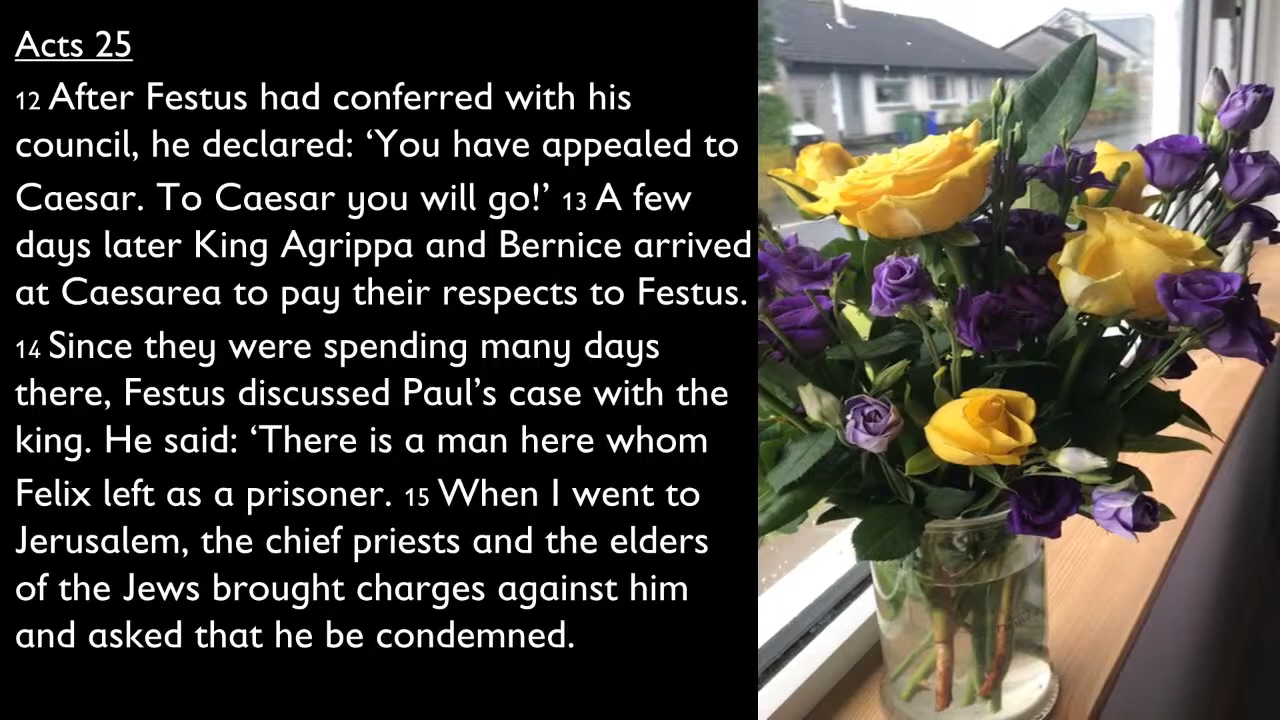 Acts 25
12 After Festus had conferred with his
council, he declared: ‘You have appealed to
Caesar. To Caesar you will go!’ 13 A few
days later King Agrippa and Bernice arrived
at Caesarea to pay their respects to Festus.
14 Since they were spending many days
there, Festus discussed Paul’s case with the
king. He said: ‘There is a man here whom
Felix left as a prisoner. 15 When I went to
Jerusalem, the chief priests and the elders
of the Jews brought charges against him
and asked that he be condemned.